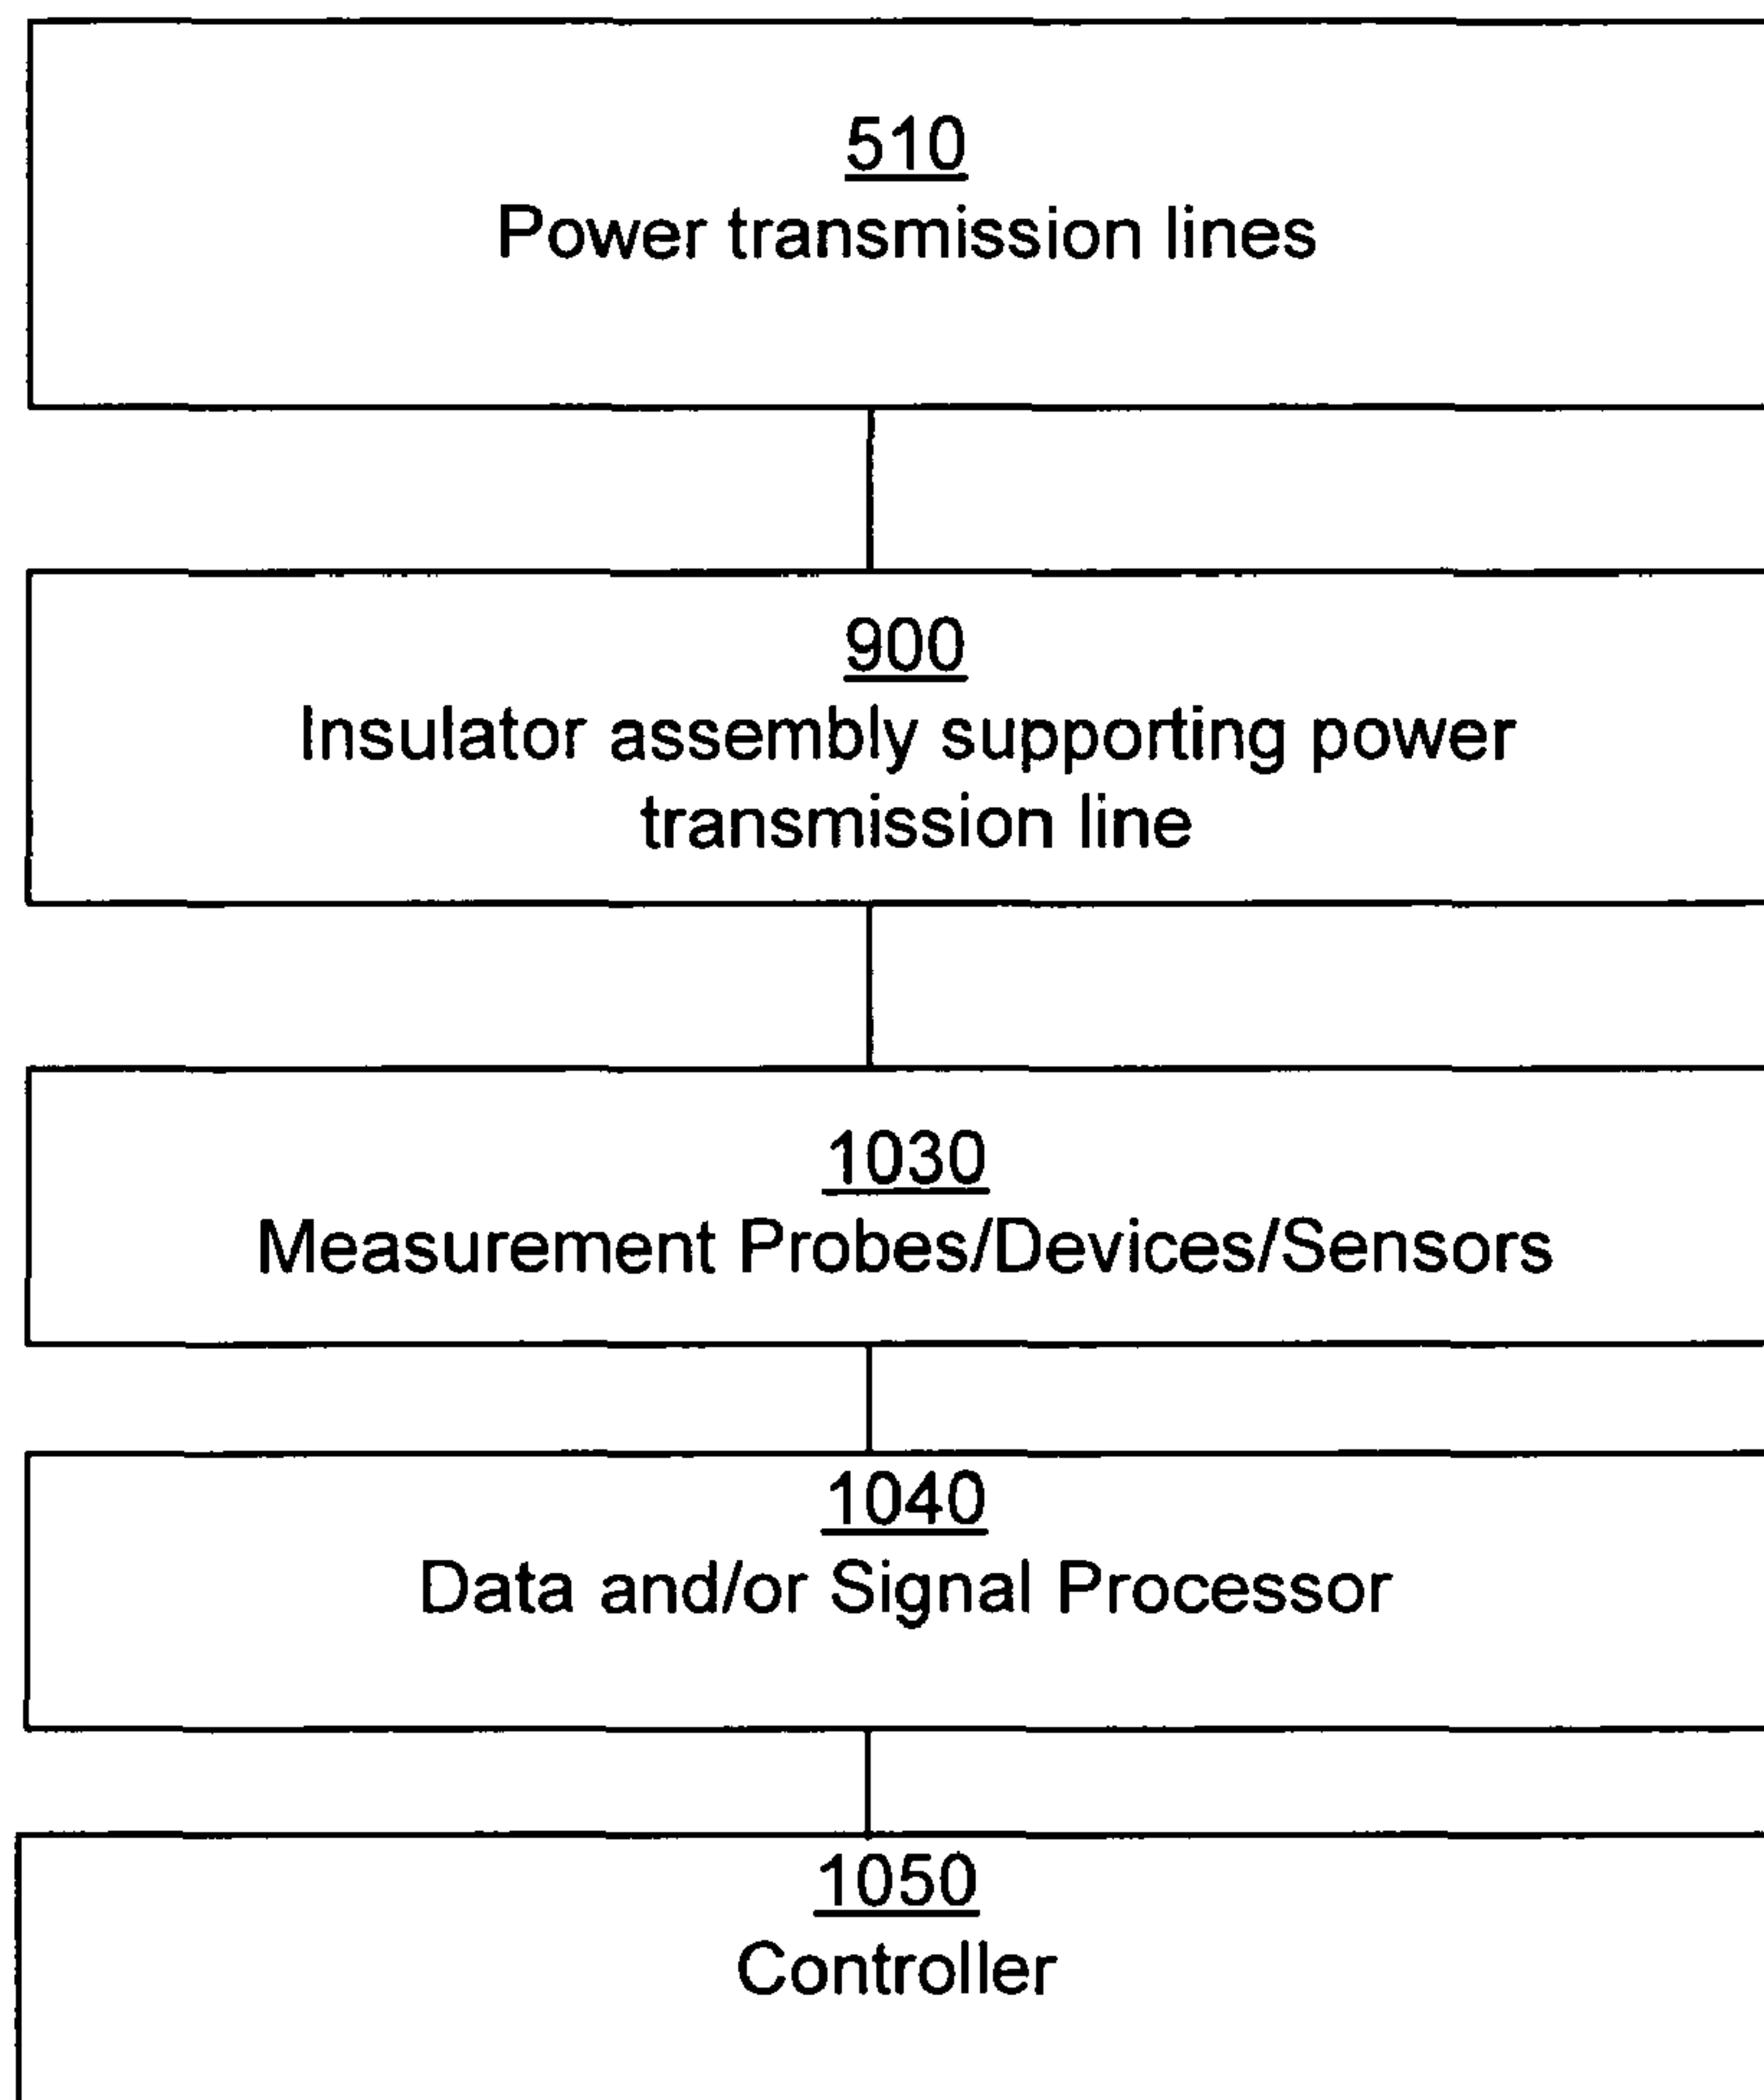 510
Power transmission lines
900
Insulator assembly supporting power
transmission line
1030
Measurement Probes/Devices/Sensors
1040
Data and/or Signal Processor
1050
Controller